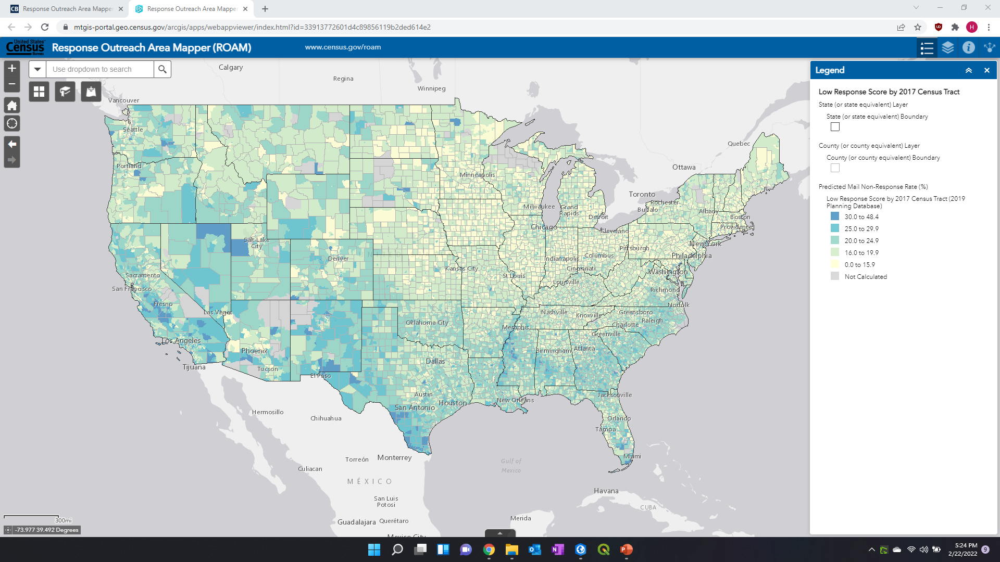 Response Outreach Area Mapper
Response Outreach Area Mapper
mtgis-portal.geo.census.gov/arcgis/apps/webappviewer/index.html?id=33913772601d4c89856119b2ded614e2
H
United States®
Census
Bureau
Response Outreach Area Mapper (ROAM)
www.census.gov/roam
Use dropdown to search
Legend
Low Response Score by 2017 Census Tract
State (or state equivalent) Layer
State (or state equivalent) Boundary
County (or county equivalent) Layer
County (or county equivalent) Boundary
Predicted Mail Non-Response Rate (%)
Low Response Score by 2017 Census Tract (2019
Planning Database)
30.0 to 48.4
25.0 to 29.9
20.0 to 24.9
16.0 to 19.9
0.0 to 15.9
Not Calculated
Calgary
Regina
Winnipeg
Vancouver
Seattle
Portland
Quebec
Ottawa
Minneapolis
Toronto
Rochester
Buffalo
Albany
Boston
Providence
Milwaukee
Grand
Rapids
Detroit
Chicago
Cleveland
New York
Salt Lake
City
Denver
UNITED
Pittsburgh
Philadelphia
Indianapolis
Columbus
Kansas City
St Louis
Cincinnati
Washington
Sacramento
San Francisco
Louisville
Richmond
Fresno
Las Vegas
Norfolk
Nashville
Knoxville
Greensboro
Raleigh
Oklahoma City
Memphis
Charlotte
Greenville
Los Angeles
Phoenix
Birmingham
Atlanta
Tijuana
Tucson
El Paso
Dallas
Austin
Houston
San Antonio
New Orleans
Jacksonville
Hermosillo
Chihuahua
Orlando
Tampa
Miami
Torreón
Monterrey
Culiacan
Gulf of
Mexico
MÉXICO
Havana
San Luis
Potosi
CUBA
Guadalajara
Querétaro
Merida
Mexico City
300mi
-73.977 39.492 Degrees
5:24 PM
2/22/2022
9